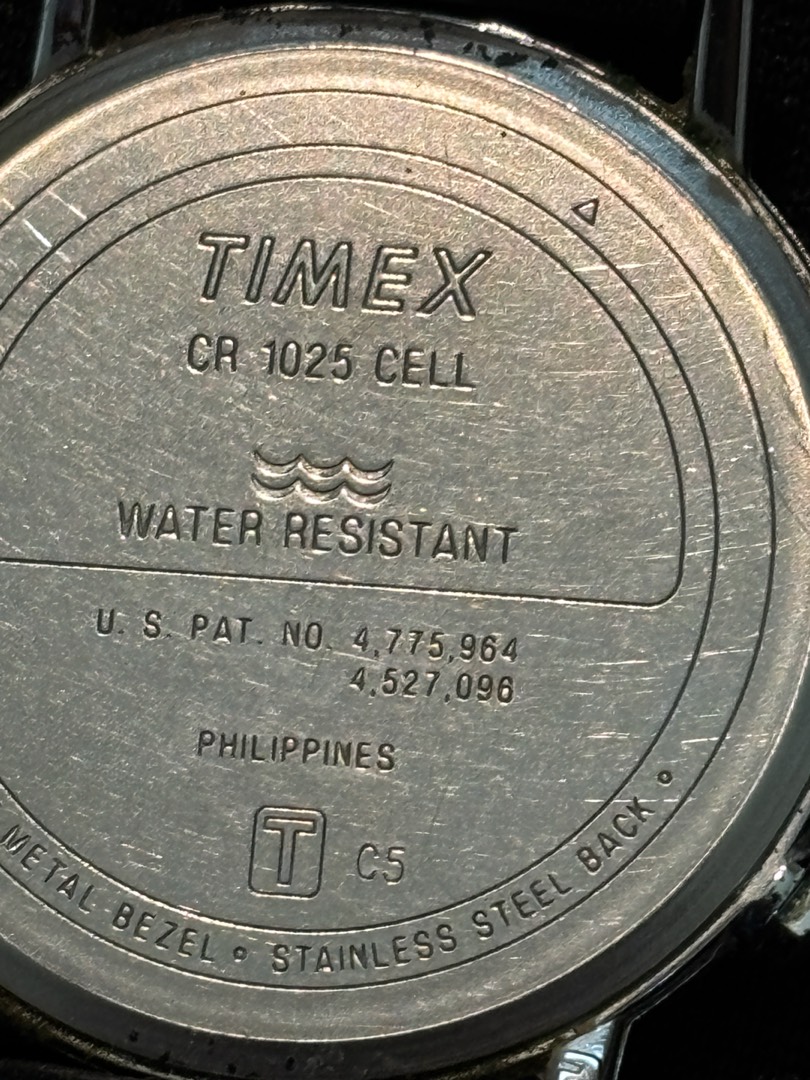 TIMEX
CR 1025 CELL
WATER RESISTANT
U. S. PAT. NO. 4,775,964
4,527,096
PHILIPPINES
T C5
METAL BEZEL • STAINLESS STEEL BACK •